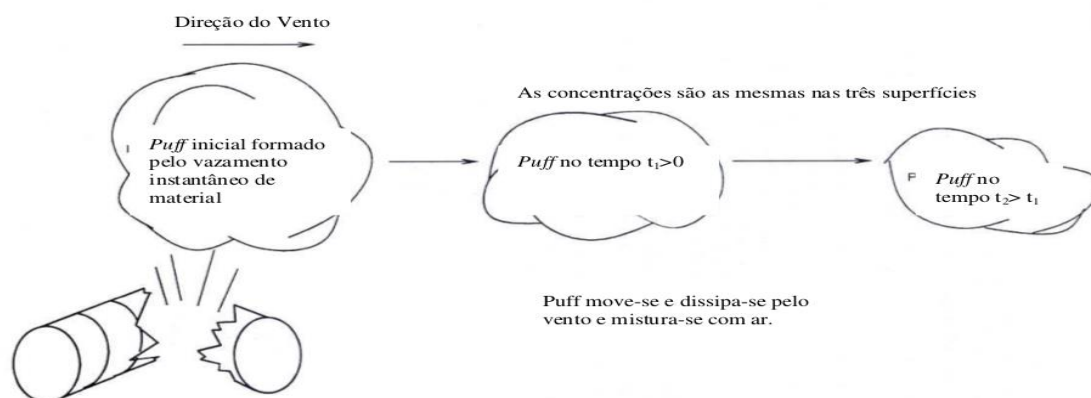 Direção do Vento
As concentrações são as mesmas nas três superfícies
Puff inicial formado
pelo vazamento
instantâneo de
material
Puff no tempo t₁>0
Puff no
tempo t₂> t₁
Puff move-se e dissipa-se pelo
vento e mistura-se com ar.